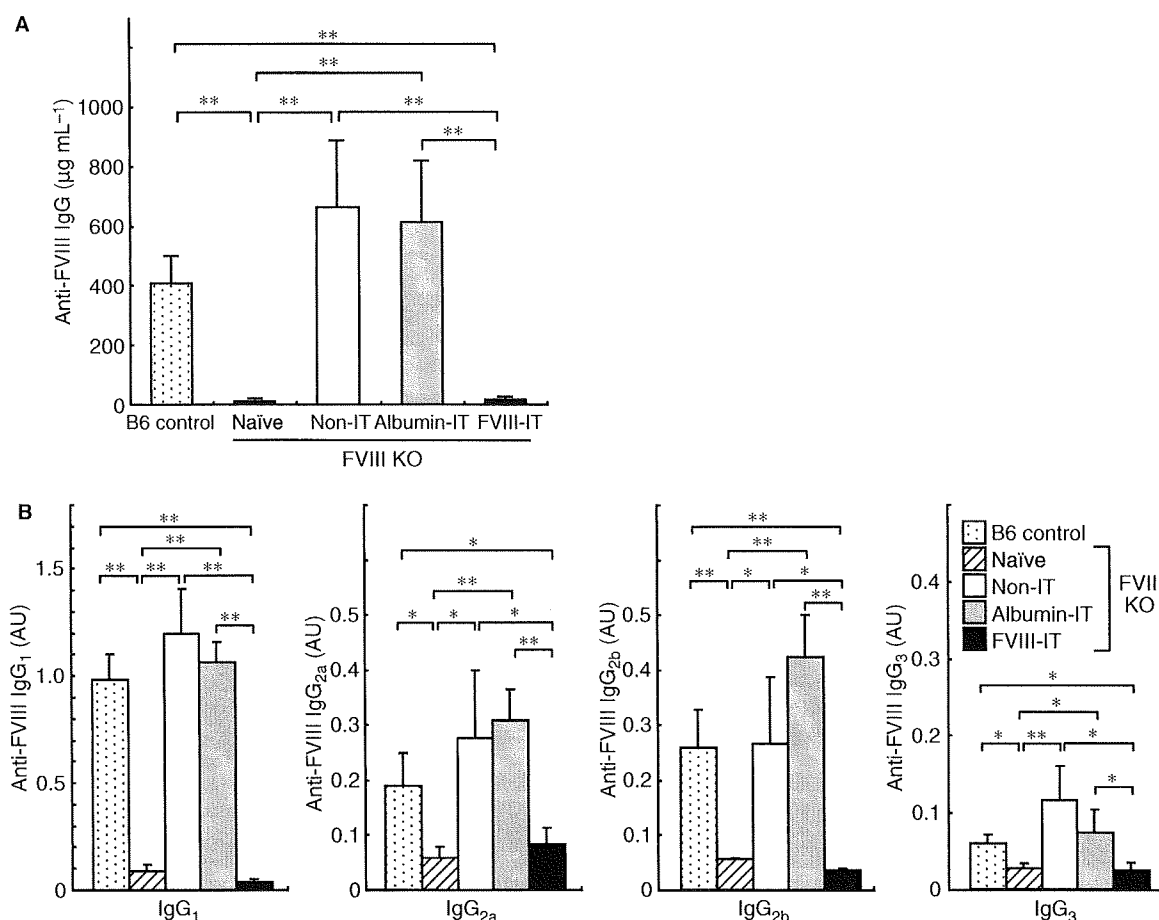 A
** 
**
** ** **
**
1000
800
600
400
200
0
Anti-FVIII IgG (µg mL⁻¹)
B6 control Naïve Non-IT Albumin-IT FVIII-IT
FVIII KO
B
**
**
** ** **
**
1.5
1.0
0.5
0
Anti-FVIII IgG₁ (AU)
IgG₁
*
**
* * *
**
0.5
0.4
0.3
0.2
0.1
0
Anti-FVIII IgG₂ₐ (AU)
IgG₂ₐ
**
**
** * *
**
0.5
0.4
0.3
0.2
0.1
0
Anti-FVIII IgG2b (AU)
IgG2b
B6 control
Naïve
Non-IT
Albumin-IT
FVIII-IT
FVII
KO
*
*
* ** *
*
0.4
0.3
0.2
0.1
0
Anti-FVIII IgG₃ (AU)
IgG₃